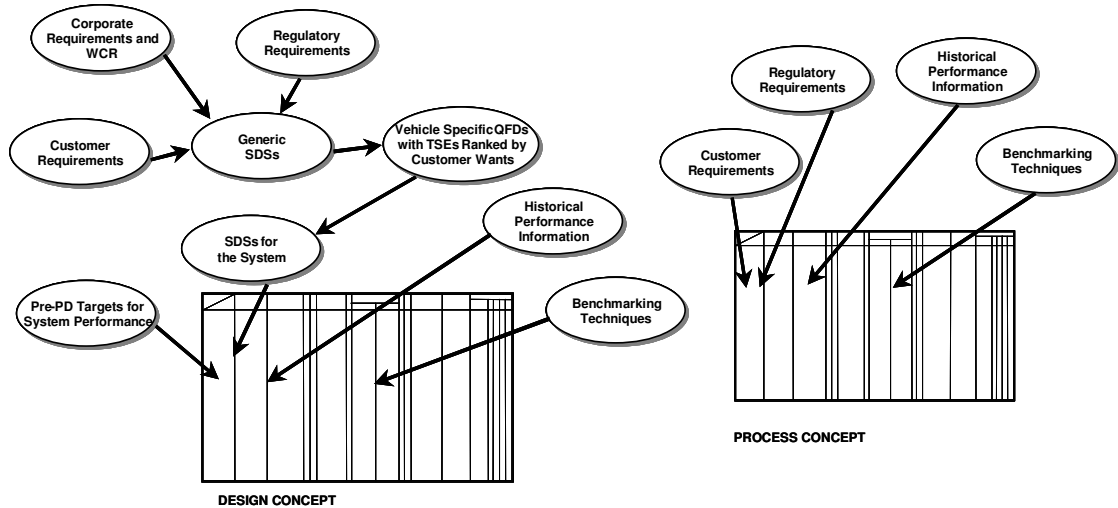 Corporate
Requirements and
WCR
Regulatory
Requirements
Customer
Requirements
Generic
SDSs
Vehicle Specific QFDs
with TSEs Ranked by
Customer Wants
SDSs for
the System
Historical
Performance
Information
Pre-PD Targets for
System Performance
Benchmarking
Techniques
DESIGN CONCEPT
Regulatory
Requirements
Historical
Performance
Information
Customer
Requirements
Benchmarking
Techniques
PROCESS CONCEPT